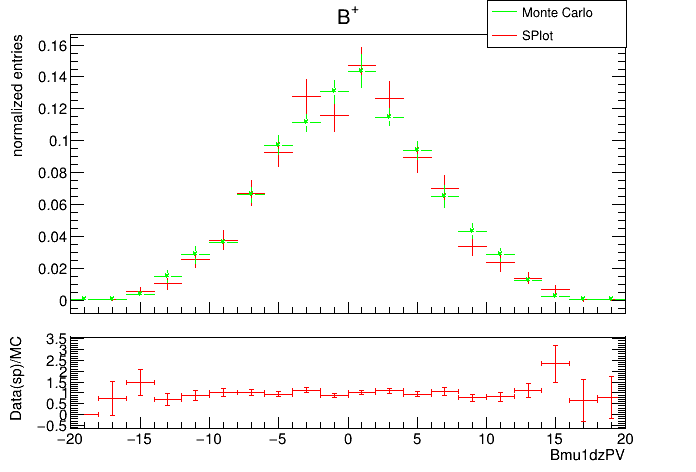 B+
Monte Carlo
SPlot
normalized entries
0.16
0.14
0.12
0.1
0.08
0.06
0.04
0.02
0
Data(sp)/MC
3.5
3
2.5
2
1.5
1
0.5
0
−0.5
−20 −15 −10 −5 0 5 10 15 20
Bmu1dzPV